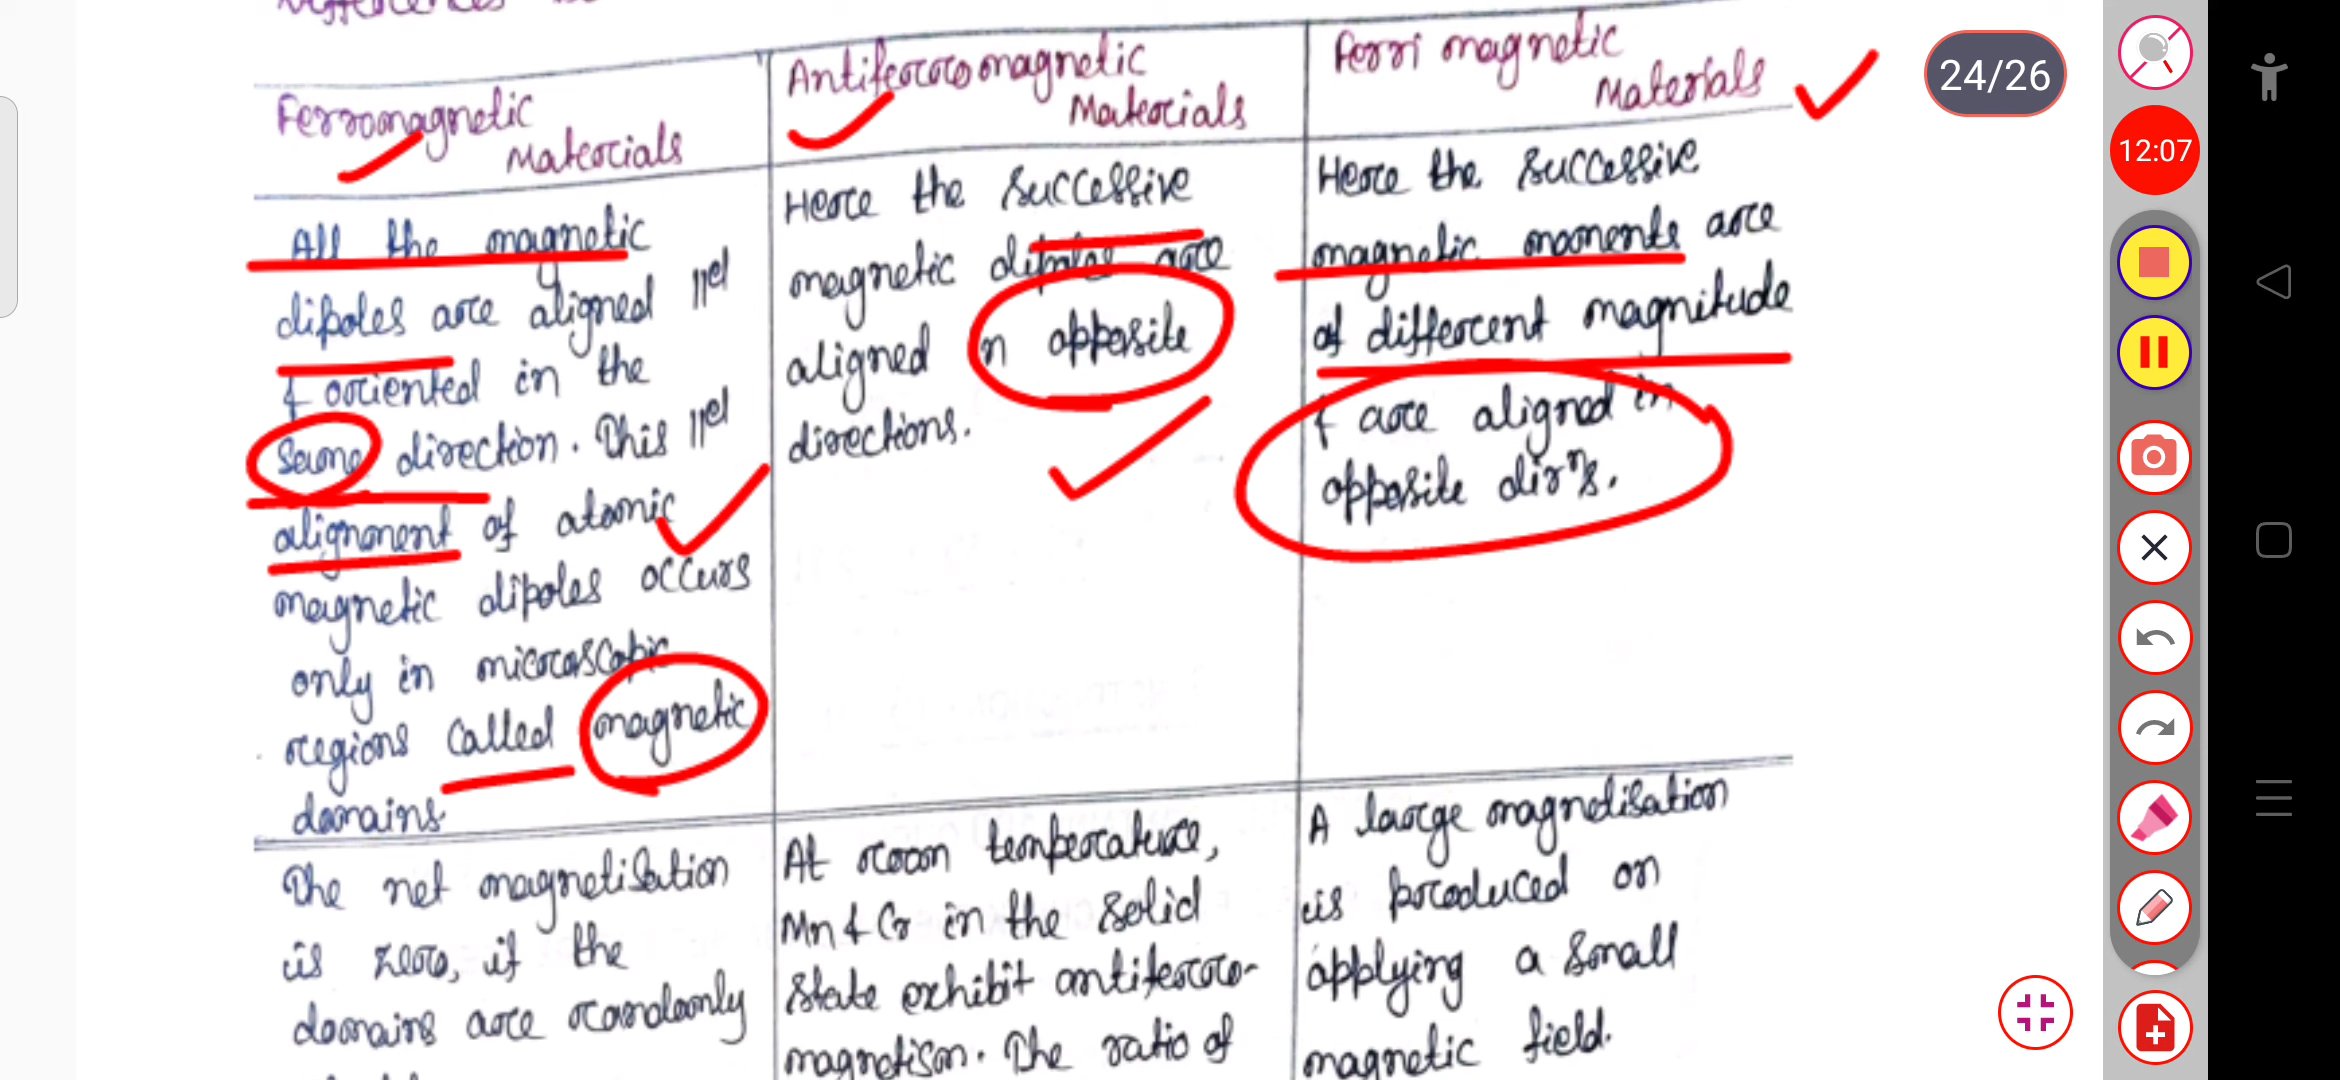 Differences
Ferromagnetic
Materials
All the magnetic
dipoles are aligned llel
& oriented in the
same direction. This llel
alignment of atomic
magnetic dipoles occurs
only in microscopic
regions called magnetic
domains.
The net magnetisation
is zero, if the
domains are randomly
Antiferromagnetic
Materials
Here the successive
magnetic dipoles are
aligned in opposite
directions.
At room temperature,
Mn & Cr in the solid
state exhibit antiferro-
magnetism. The ratio of
Ferri magnetic
Materials
Here the successive
magnetic moments are
of different magnitude
& are aligned in
opposite dirns.
A large magnetisation
is produced on
applying a small
magnetic field.
24/26
12:07